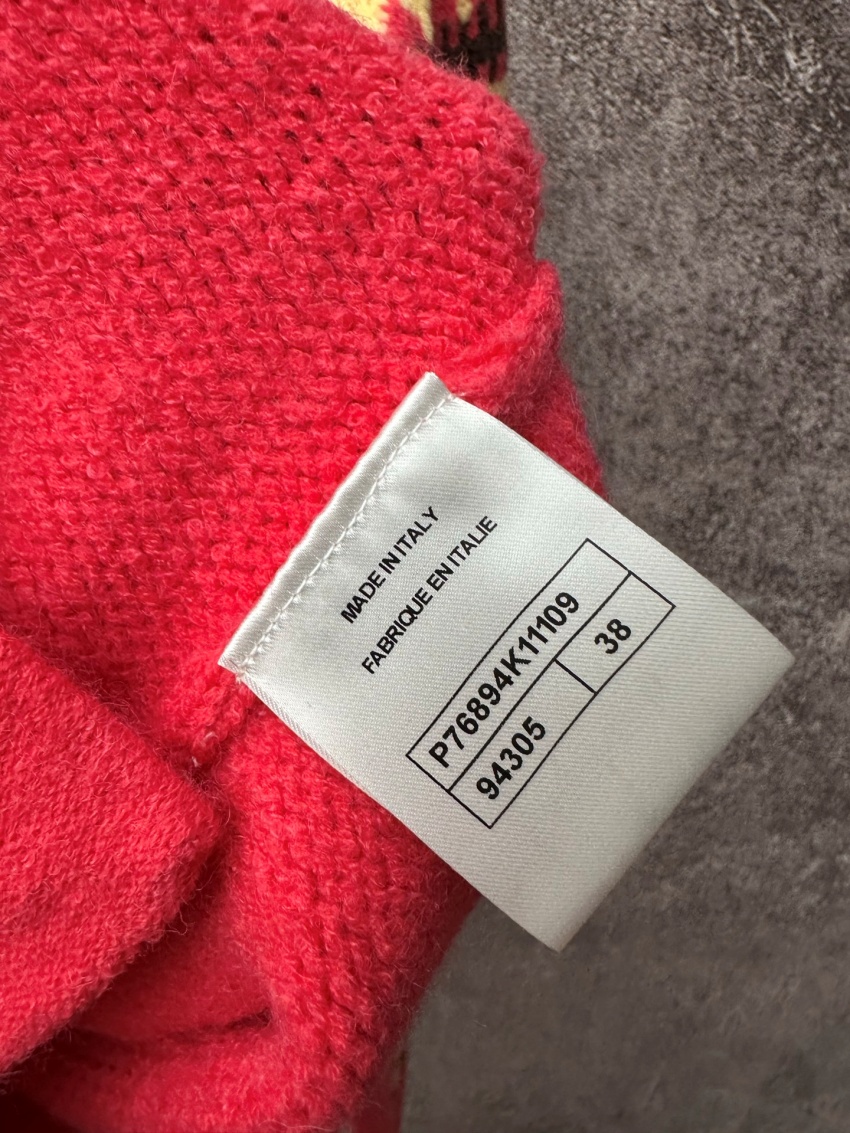 MADE IN ITALY
FABRIQUE EN ITALIE
P76894K11109
94305 38